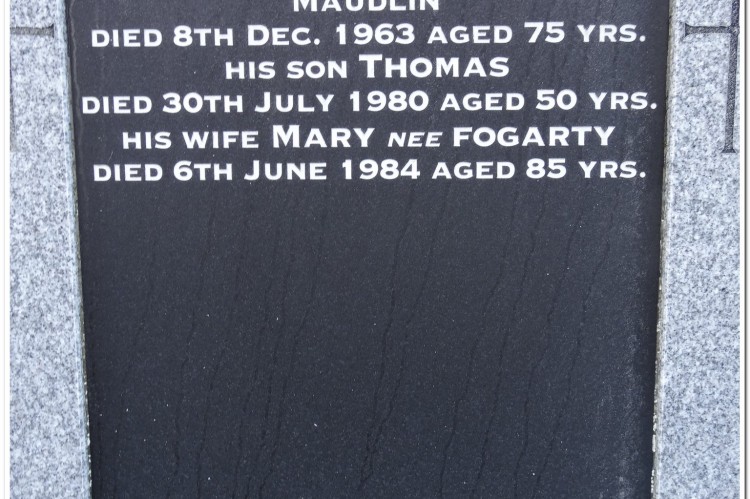 MAUDLIN
DIED 8TH DEC. 1963 AGED 75 YRS.
HIS SON THOMAS
DIED 30TH JULY 1980 AGED 50 YRS.
HIS WIFE MARY NEE FOGARTY
DIED 6TH JUNE 1984 AGED 85 YRS.